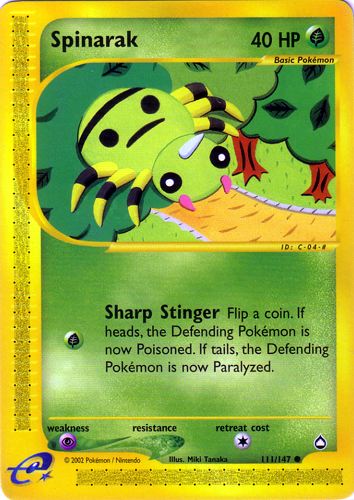 Spinarak 40 HP
Basic Pokémon
ID: C-04-#
Sharp Stinger Flip a coin. If
heads, the Defending Pokémon is
now Poisoned. If tails, the Defending
Pokémon is now Paralyzed.
weakness resistance retreat cost
© 2002 Pokémon / Nintendo Illus. Miki Tanaka 111/147
e